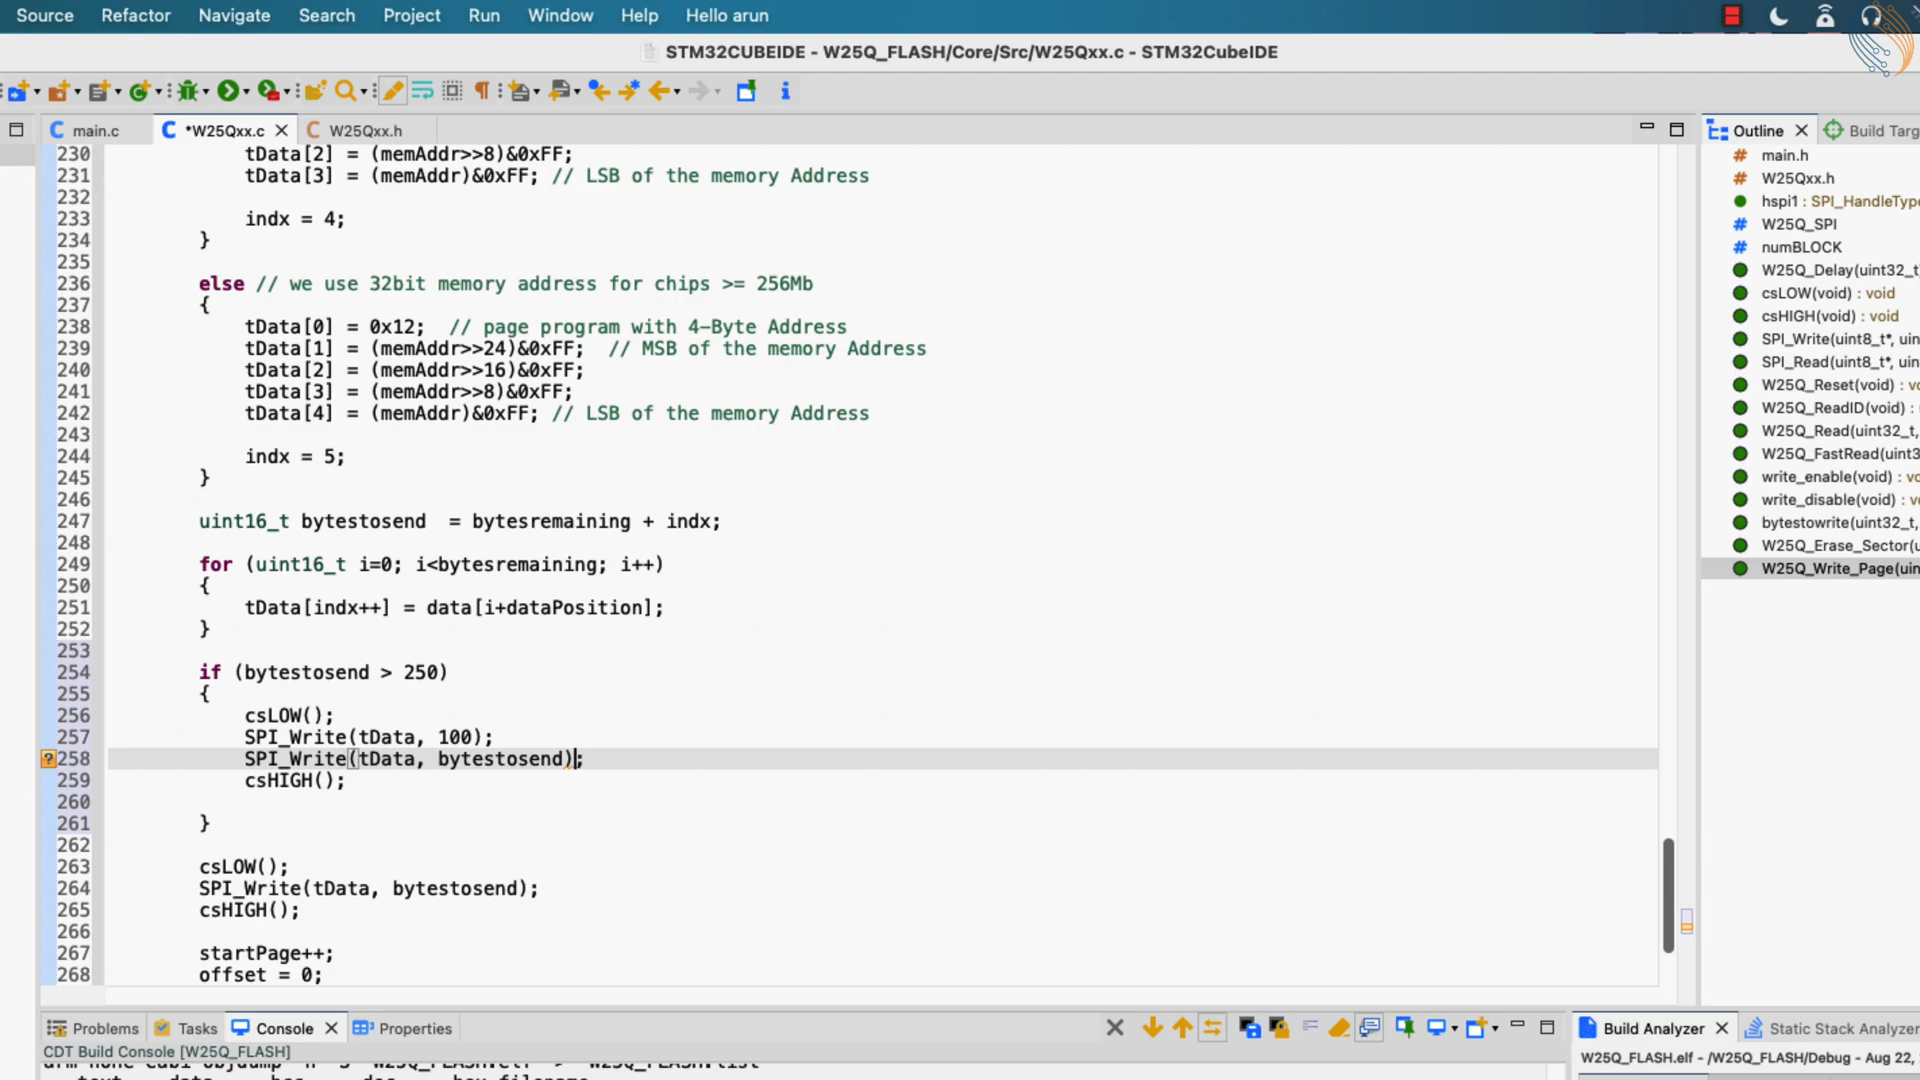 Source Refactor Navigate Search Project Run Window Help Hello arun
STM32CUBEIDE - W25Q_FLASH/Core/Src/W25Qxx.c - STM32CubeIDE
main.c *W25Qxx.c W25Qxx.h
230 tData[2] = (memAddr>>8)&0xFF;
231 tData[3] = (memAddr)&0xFF; // LSB of the memory Address
232
233 indx = 4;
234 }
235
236 else // we use 32bit memory address for chips >= 256Mb
237 {
238 tData[0] = 0x12; // page program with 4-Byte Address
239 tData[1] = (memAddr>>24)&0xFF; // MSB of the memory Address
240 tData[2] = (memAddr>>16)&0xFF;
241 tData[3] = (memAddr>>8)&0xFF;
242 tData[4] = (memAddr)&0xFF; // LSB of the memory Address
243
244 indx = 5;
245 }
246
247 uint16_t bytestosend  = bytesremaining + indx;
248
249 for (uint16_t i=0; i<bytesremaining; i++)
250 {
251 tData[indx++] = data[i+dataPosition];
252 }
253
254 if (bytestosend > 250)
255 {
256 csLOW();
257 SPI_Write(tData, 100);
258 SPI_Write(tData, bytestosend);
259 csHIGH();
260
261 }
262
263 csLOW();
264 SPI_Write(tData, bytestosend);
265 csHIGH();
266
267 startPage++;
268 offset = 0;
Outline Build Targ
main.h
W25Qxx.h
hspi1 : SPI_HandleType
W25Q_SPI
numBLOCK
W25Q_Delay(uint32_t
csLOW(void) : void
csHIGH(void) : void
SPI_Write(uint8_t*, uin
SPI_Read(uint8_t*, uin
W25Q_Reset(void) : vo
W25Q_ReadID(void) :
W25Q_Read(uint32_t,
W25Q_FastRead(uint3
write_enable(void) : vo
write_disable(void) : vo
bytestowrite(uint32_t,
W25Q_Erase_Sector(u
W25Q_Write_Page(uin
Problems Tasks Console Properties
CDT Build Console [W25Q_FLASH]
Build Analyzer Static Stack Analyzer
W25Q_FLASH.elf - /W25Q_FLASH/Debug - Aug 22,